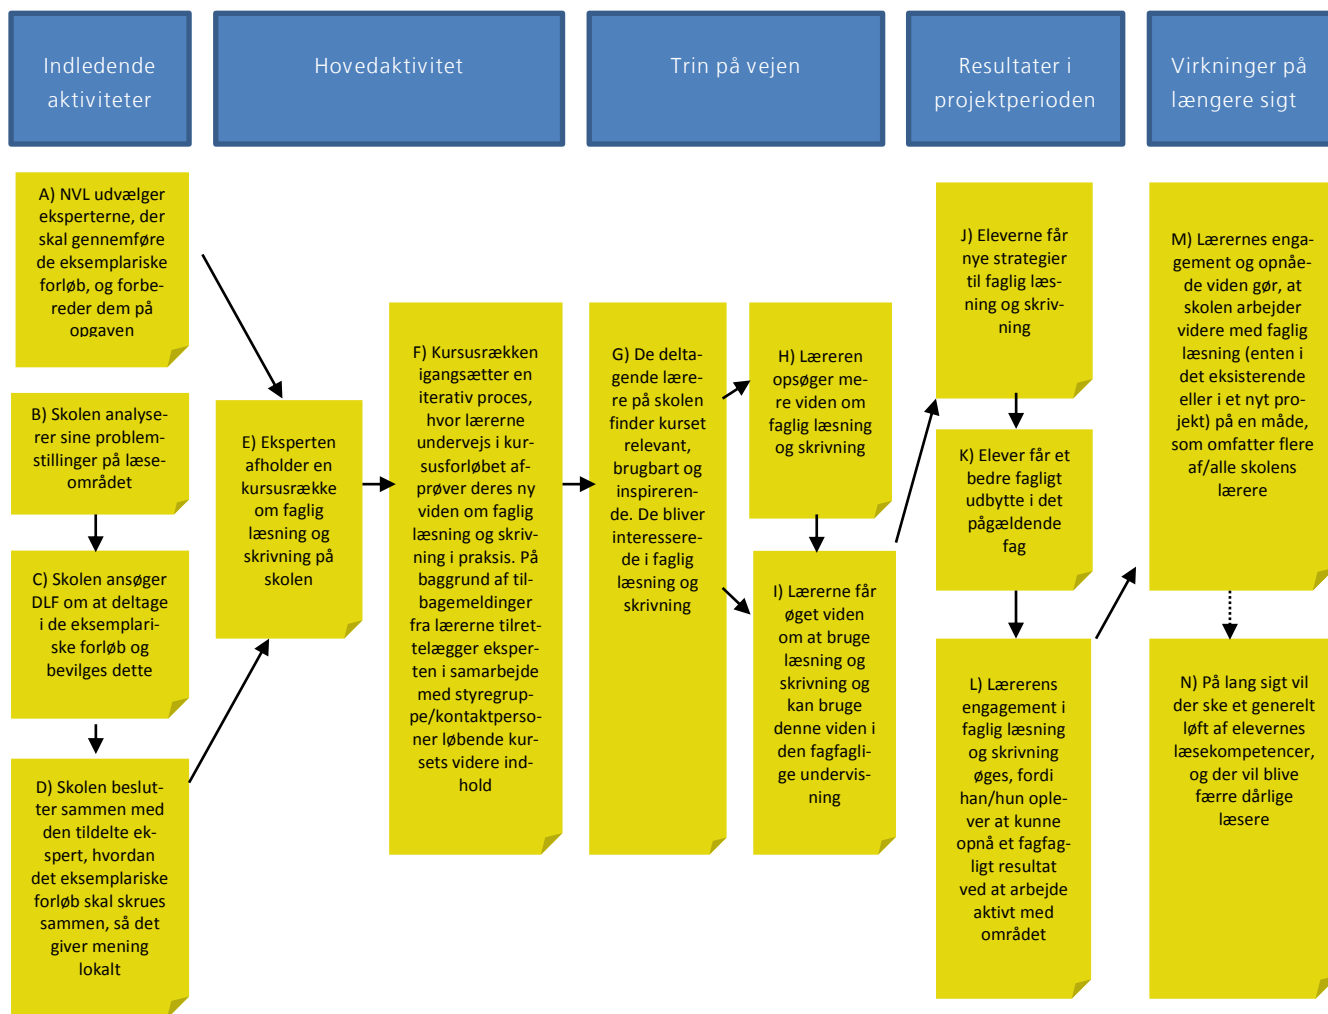 Indledende
aktiviteter
Hovedaktivitet
Trin på vejen
Resultater i
projektperioden
Virkninger på
længere sigt
A) NVL udvælger
eksperterne, der
skal gennemføre
de eksemplariske
forløb, og forbe-
reder dem på
opgaven
B) Skolen analyse-
rer sine problem-
stillinger på læse-
området
C) Skolen ansøger
DLF om at deltage
i de eksemplari-
ske forløb og
bevilges dette
D) Skolen beslut-
ter sammen med
den tildelte ek-
spert, hvordan
det eksemplariske
forløb skal skrues
sammen, så det
giver mening
lokalt
E) Eksperten
afholder en
kursusrække
om faglig
læsning og
skrivning på
skolen
F) Kursusrækken
igangsætter en
iterativ proces,
hvor lærerne
undervejs i kur-
susforløbet af-
prøver deres ny
viden om faglig
læsning og skriv-
ning i praksis. På
baggrund af til-
bagemeldinger
fra lærerne tilret-
telægger eksper-
ten i samarbejde
med styregrup-
pe/kontaktperso-
ner løbende kur-
sets videre ind-
hold
G) De delta-
gende lære-
re på skolen
finder kurset
relevant,
brugbart og
inspireren-
de. De bliver
interessere-
de i faglig
læsning og
skrivning
H) Læreren
opsøger me-
re viden om
faglig læsning
og skrivning
I) Lærerne får
øget viden
om at bruge
læsning og
skrivning og
kan bruge
denne viden i
den fagfagli-
ge undervis-
ning
J) Eleverne får
nye strategier
til faglig læs-
ning og skriv-
ning
K) Elever får et
bedre fagligt
udbytte i det
pågældende
fag
L) Lærerens
engagement i
faglig læsning
og skrivning
øges, fordi
han/hun ople-
ver at kunne
opnå et fagfag-
ligt resultat
ved at arbejde
aktivt med
området
M) Lærernes enga-
gement og opnåe-
de viden gør, at
skolen arbejder
videre med faglig
læsning (enten i
det eksisterende
eller i et nyt pro-
jekt) på en måde,
som omfatter flere
af/alle skolens
lærere
N) På lang sigt vil
der ske et generelt
løft af elevernes
læsekompetencer,
og der vil blive
færre dårlige
læsere